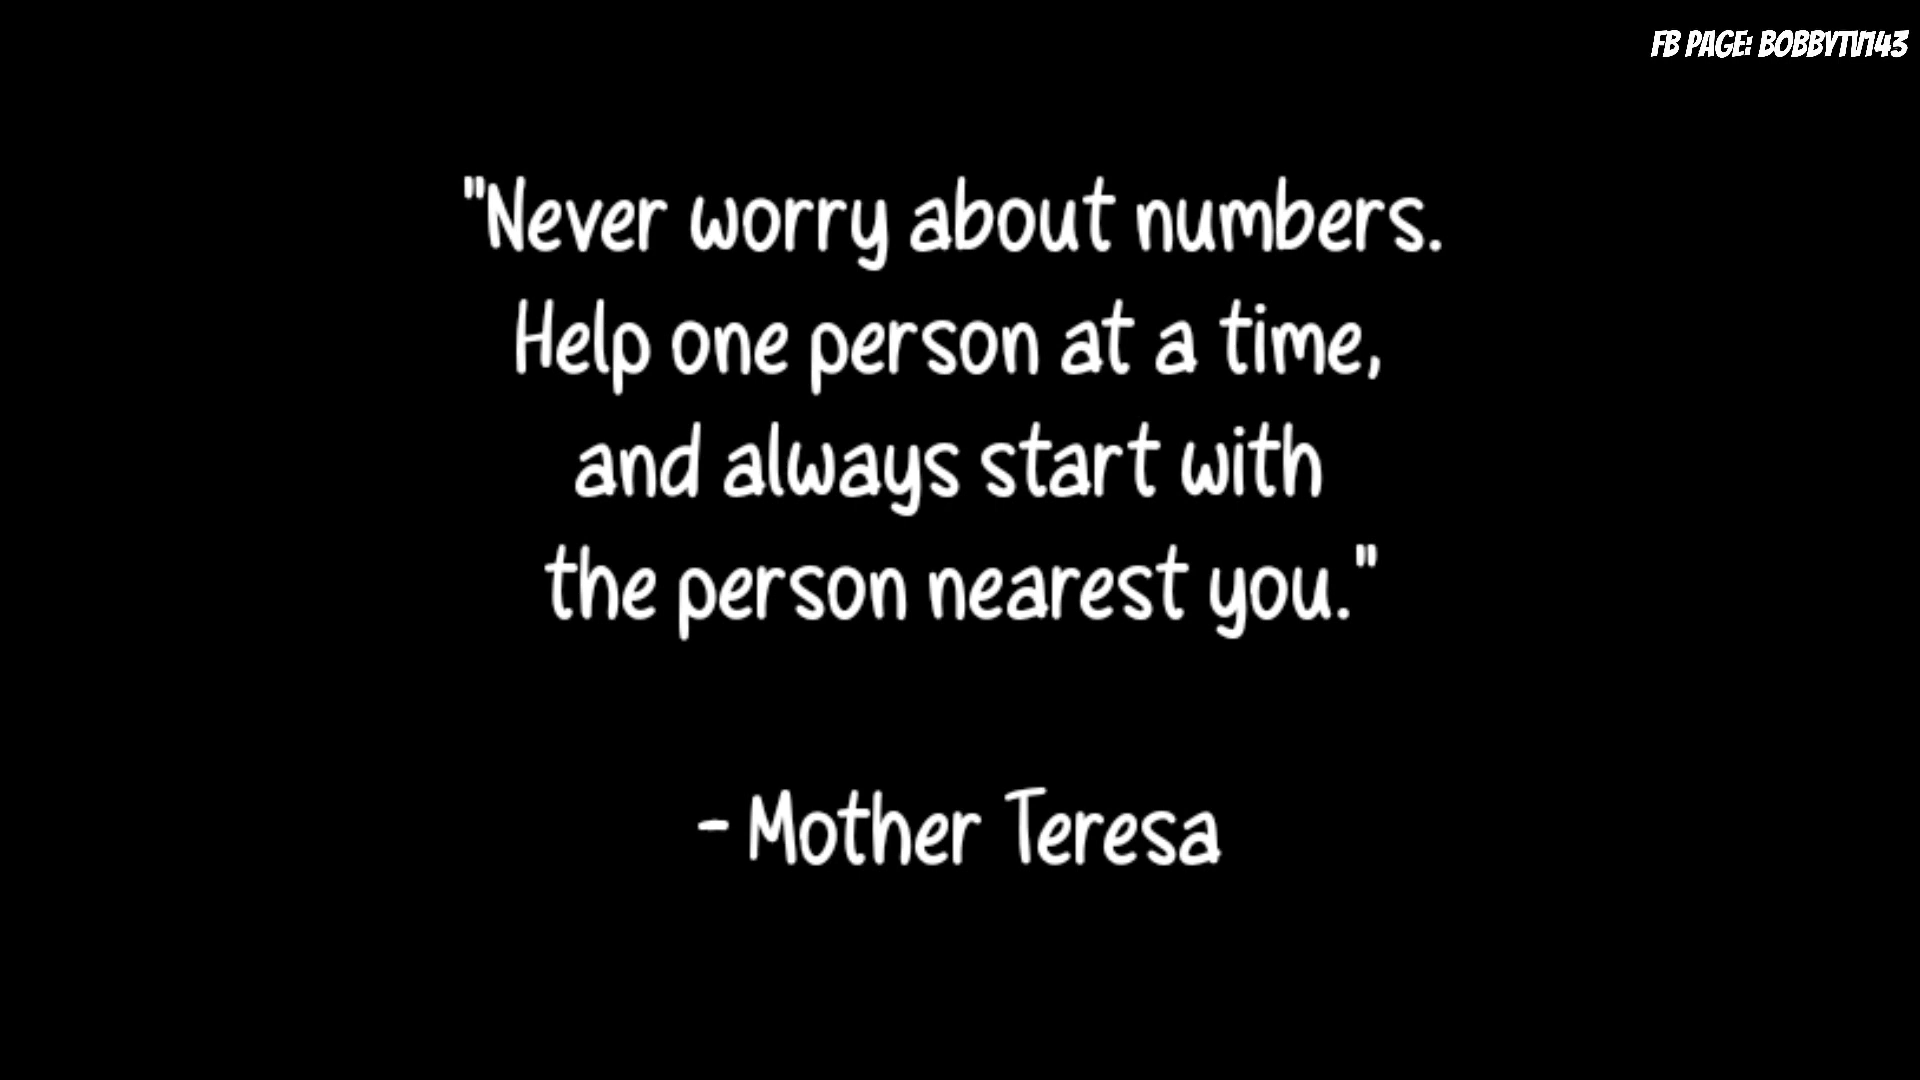 FB PAGE: BOBBYTV143
"Never worry about numbers.
Help one person at a time,
and always start with
the person nearest you."
- Mother Teresa